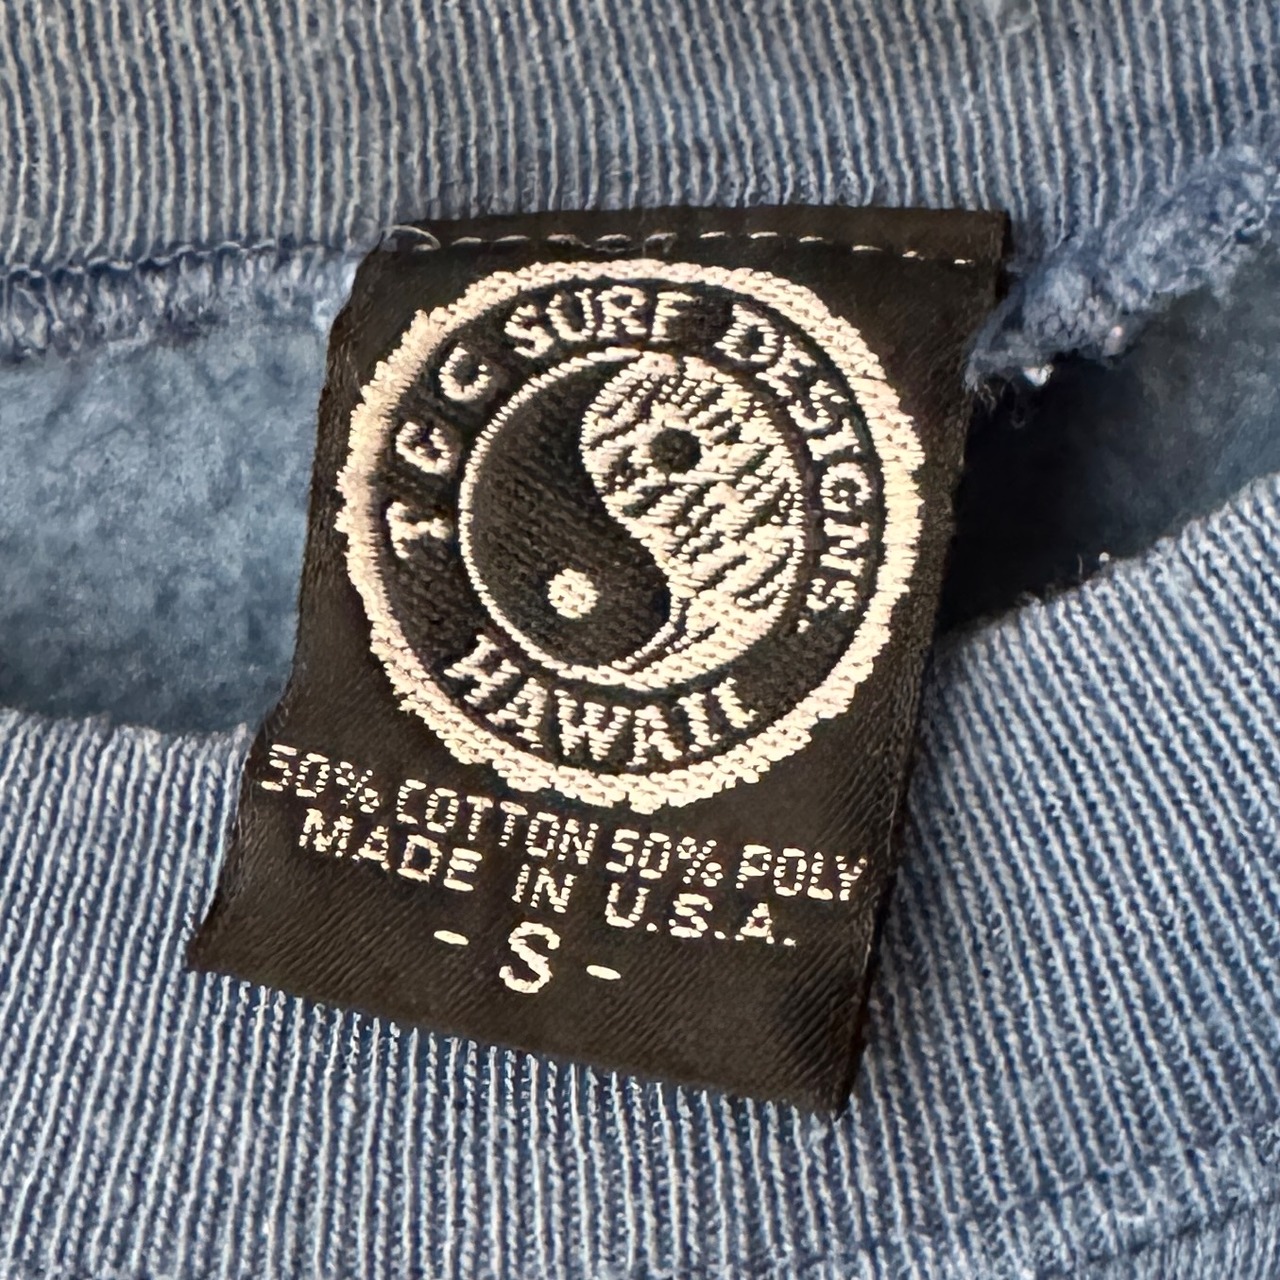 T & C SURF DESIGNS
HAWAII
50% COTTON 50% POLY
MADE IN U.S.A.
- S -